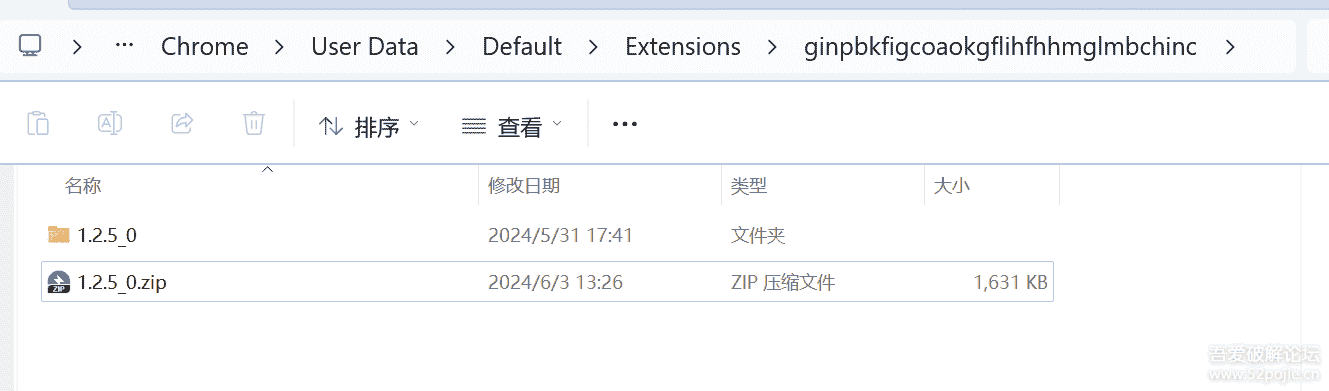 … Chrome User Data Default Extensions ginpbkfigcoaokgflihfhhmglmbchinc
排序 查看 …
名称 修改日期 类型 大小
1.2.5_0 2024/5/31 17:41 文件夹
1.2.5_0.zip 2024/6/3 13:26 ZIP 压缩文件 1,631 KB
吾爱破解论坛
www.52pojie.cn